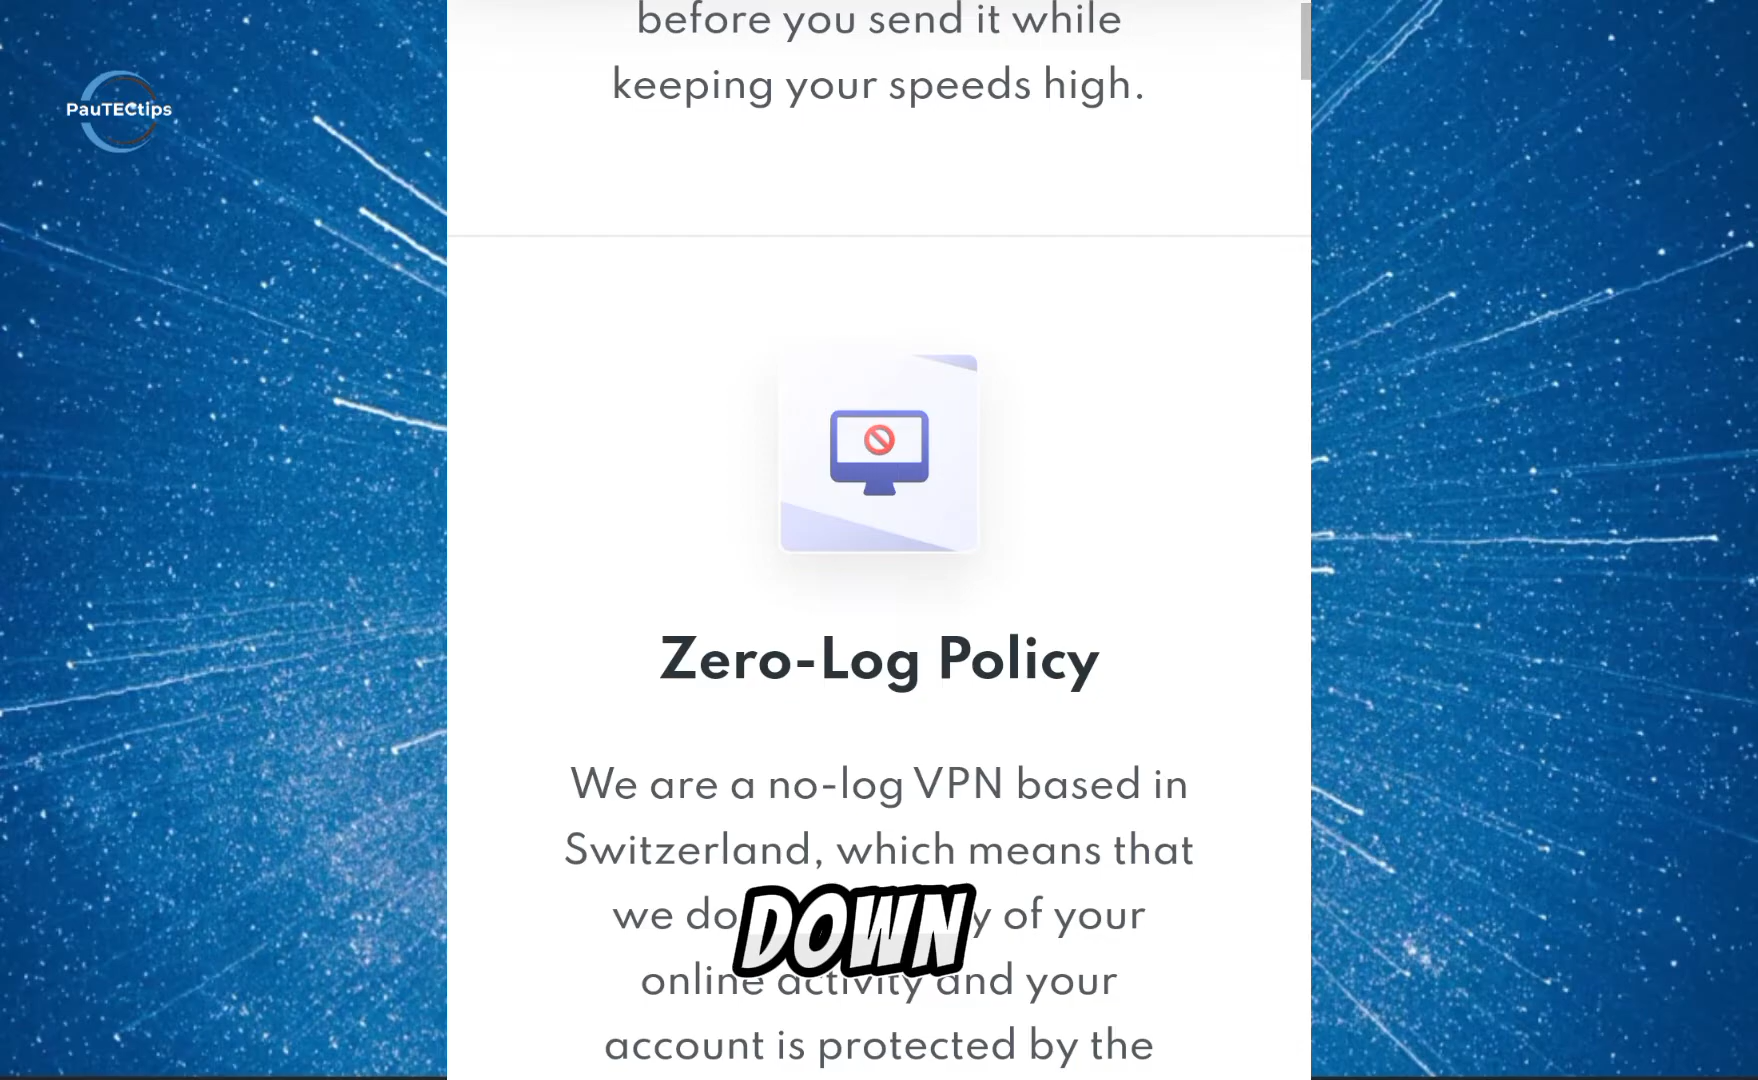 PauTECtips
before you send it while
keeping your speeds high.
Zero-Log Policy
We are a no-log VPN based in
Switzerland, which means that
we do y of your
DOWN
online activity and your
account is protected by the